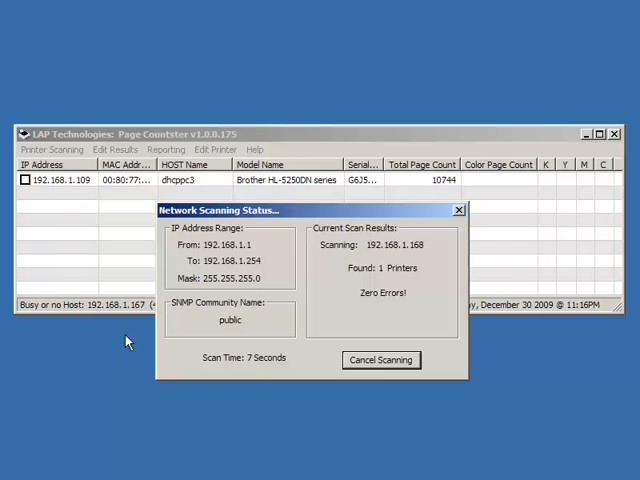 LAP Technologies: Page Countster v1.0.0.175
Printer Scanning Edit Results Reporting Edit Printer Help
IP Address MAC Addr... HOST Name Model Name Serial... Total Page Count Color Page Count K Y M C
192.168.1.109 00:80:77:... dhcppc3 Brother HL-5250DN series G6J5... 10744
Network Scanning Status...
IP Address Range:
From: 192.168.1.1
To: 192.168.1.254
Mask: 255.255.255.0
SNMP Community Name:
public
Scan Time: 7 Seconds
Current Scan Results:
Scanning: 192.168.1.168
Found: 1 Printers
Zero Errors!
Cancel Scanning
Busy or no Host: 192.168.1.167 December 30 2009 @ 11:16PM